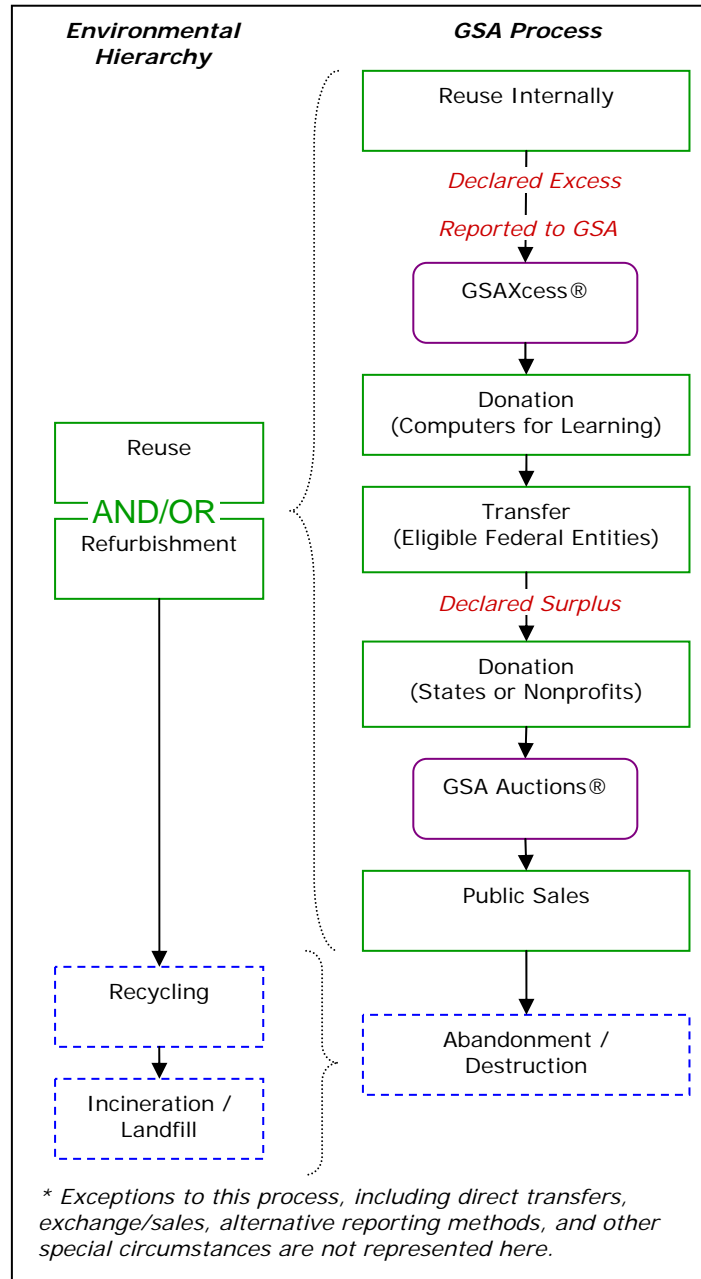 Environmental
Hierarchy
GSA Process
Reuse Internally
Declared Excess
Reported to GSA
GSAXcess®
Donation
(Computers for Learning)
Reuse
AND/OR
Refurbishment
Transfer
(Eligible Federal Entities)
Declared Surplus
Donation
(States or Nonprofits)
GSA Auctions®
Public Sales
Recycling
Abandonment /
Destruction
Incineration /
Landfill
* Exceptions to this process, including direct transfers,
exchange/sales, alternative reporting methods, and other
special circumstances are not represented here.